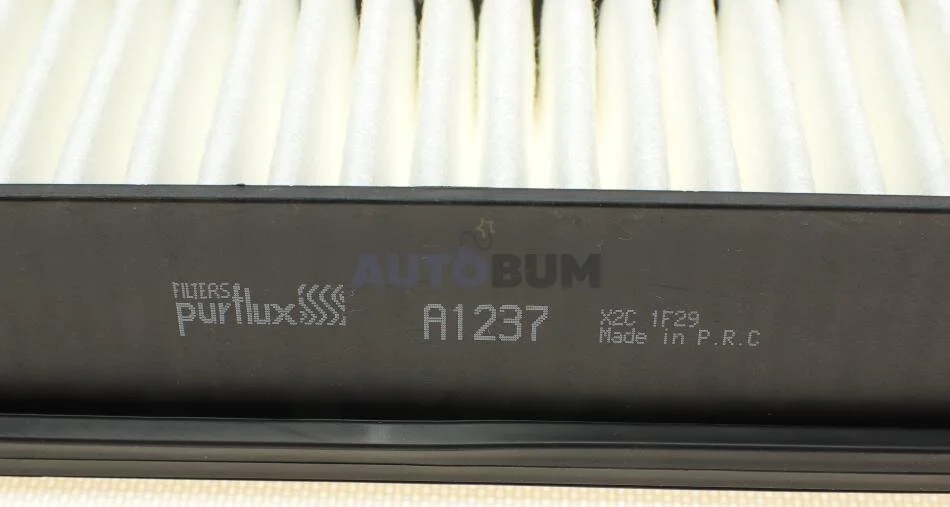 AUTOBUM
FILTERS
purflux
A1237
X2C 1F29
Made in P.R.C